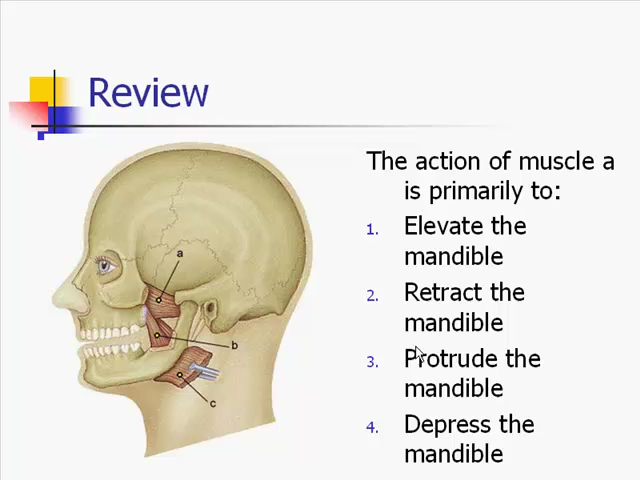 Review
The action of muscle a
is primarily to:
1. Elevate the
mandible
2. Retract the
mandible
3. Protrude the
mandible
4. Depress the
mandible
a
b
c